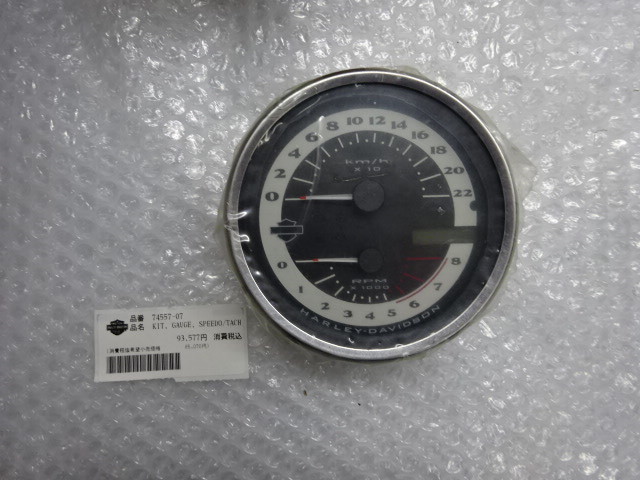 0 2 4 6 8 10 12 14 16 18 20 22
km/h
X 10
RPM
X 1000
0 1 2 3 4 5 6 7 8
HARLEY-DAVIDSON
品番 74557-07
品名 KIT, GAUGE, SPEEDO/TACH
93,577円 消費税込